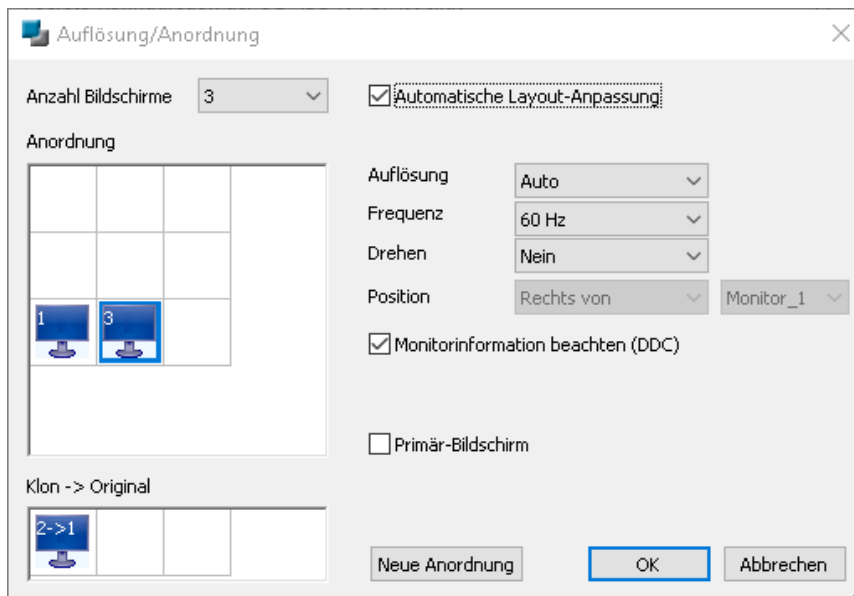 Auflösung/Anordnung
Anzahl Bildschirme 3
Automatische Layout-Anpassung
Anordnung
1 3
Auflösung Auto
Frequenz 60 Hz
Drehen Nein
Position Rechts von Monitor_1
Monitorinformation beachten (DDC)
Primär-Bildschirm
Klon -> Original
2->1
Neue Anordnung OK Abbrechen